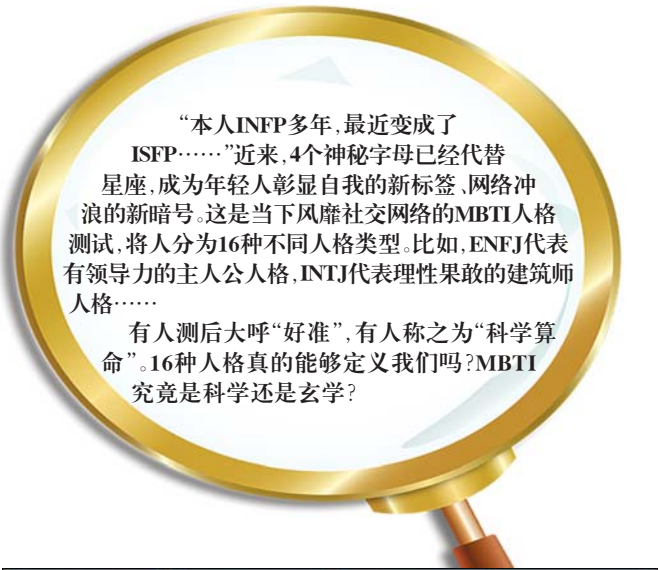 “本人INFP多年,最近变成了
ISFP……”近来,4个神秘字母已经代替
星座,成为年轻人彰显自我的新标签、网络冲
浪的新暗号。这是当下风靡社交网络的MBTI人格
测试,将人分为16种不同人格类型。比如,ENFJ代表
有领导力的主人公人格,INTJ代表理性果敢的建筑师
人格……
有人测后大呼“好准”,有人称之为“科学算
命”。16种人格真的能够定义我们吗?MBTI
究竟是科学还是玄学?